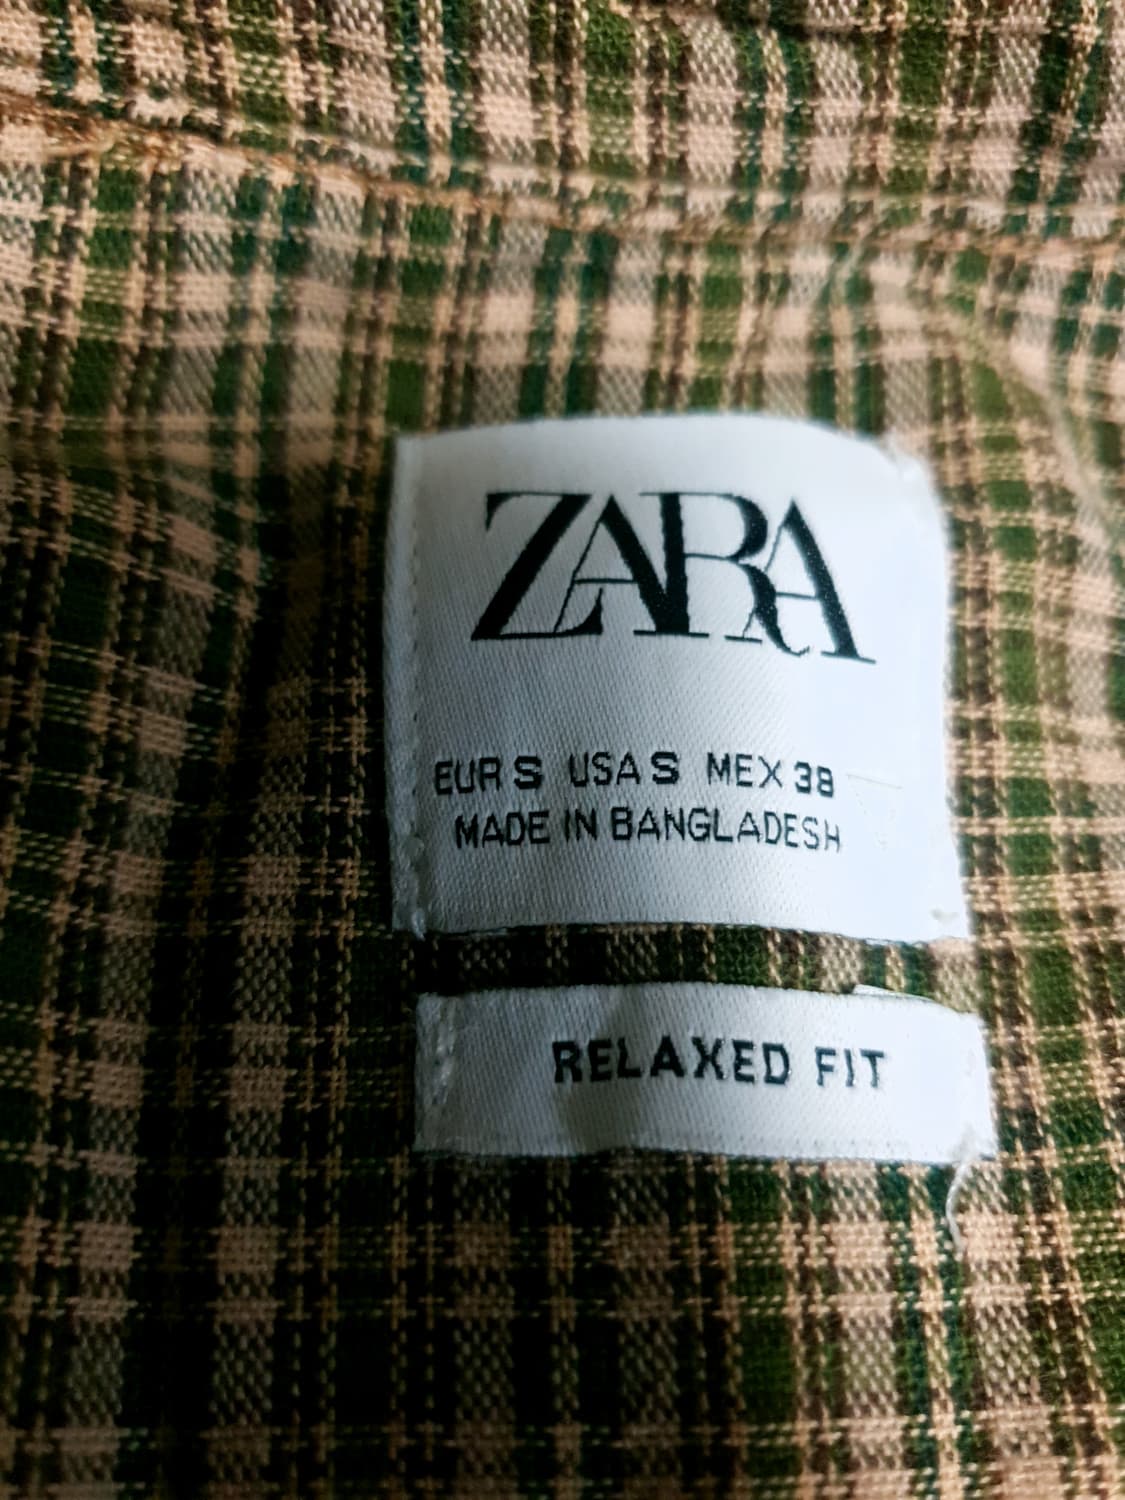 ZARA
EUR S USA S MEX 38
MADE IN BANGLADESH
RELAXED FIT